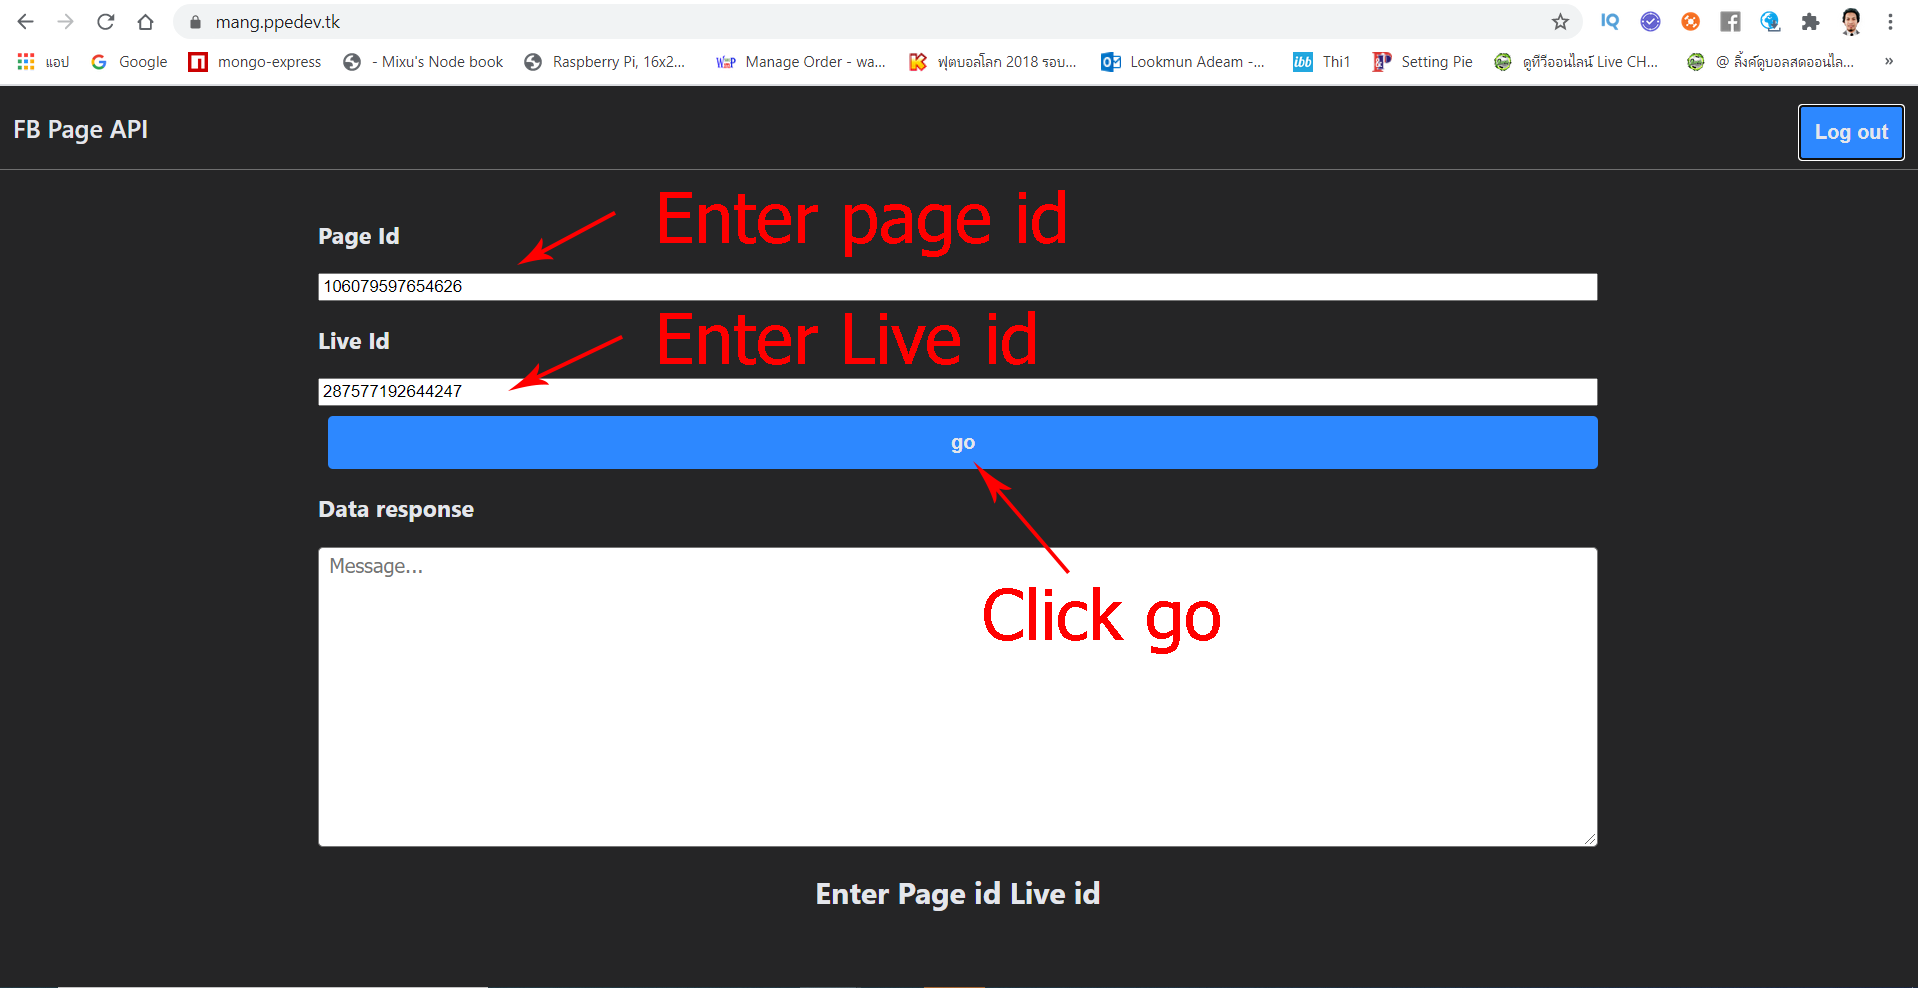 mang.ppedev.tk
IQ
แอป Google mongo-express - Mixu's Node book Raspberry Pi, 16x2... Manage Order - wa... ฟุตบอลโลก 2018 รอบ... Lookmun Adeam -... ibb Thi1 Setting Pie ดูทีวีออนไลน์ Live CH... @ ลิ้งค์ดูบอลสดออนไล... »
FB Page API
Log out
Enter page id
Page Id
106079597654626
Enter Live id
Live Id
287577192644247
go
Data response
Message...
Click go
Enter Page id Live id